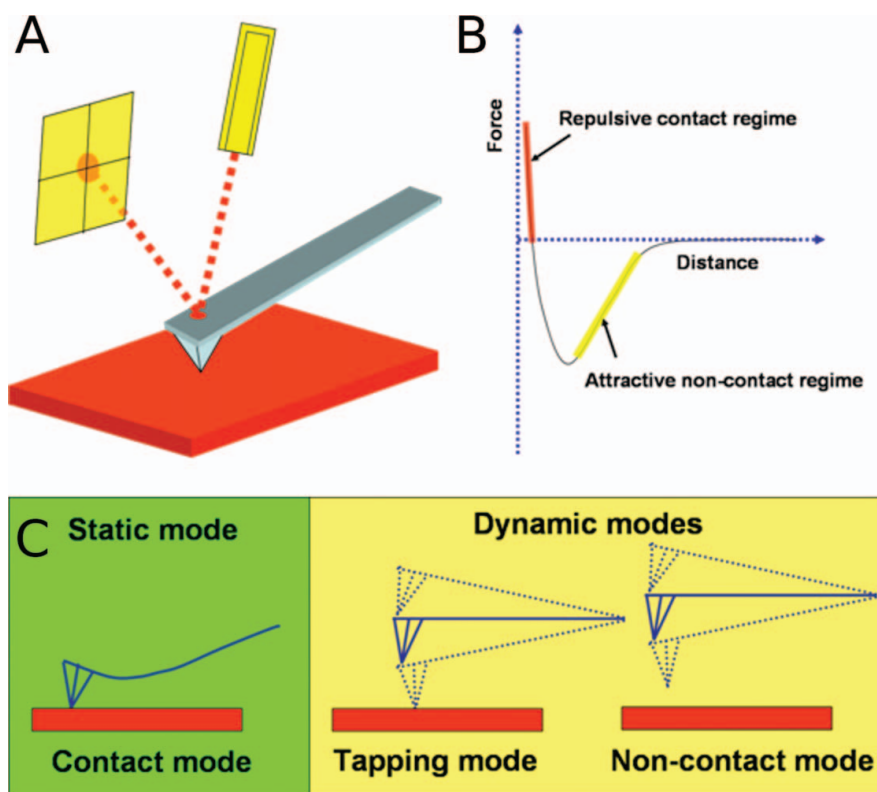 A
B
Force
Repulsive contact regime
Distance
Attractive non-contact regime
C
Static mode
Dynamic modes
Contact mode
Tapping mode
Non-contact mode